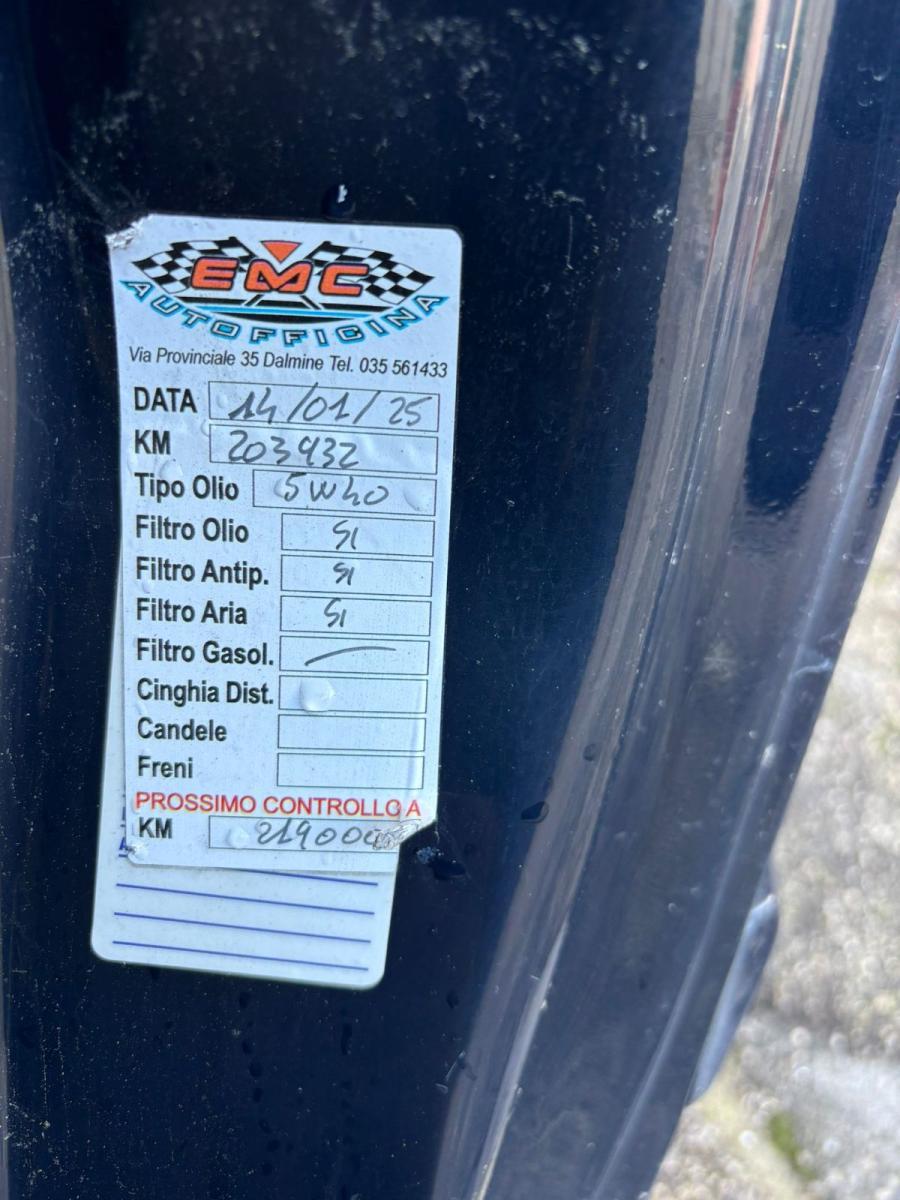 EMC
AUTOFFICINA
Via Provinciale 35 Dalmine Tel. 035 561433
DATA 14/01/25
KM 203932
Tipo Olio 5W40
Filtro Olio SI
Filtro Antip. SI
Filtro Aria SI
Filtro Gasol. —
Cinghia Dist.
Candele
Freni
PROSSIMO CONTROLLO A
KM 219000